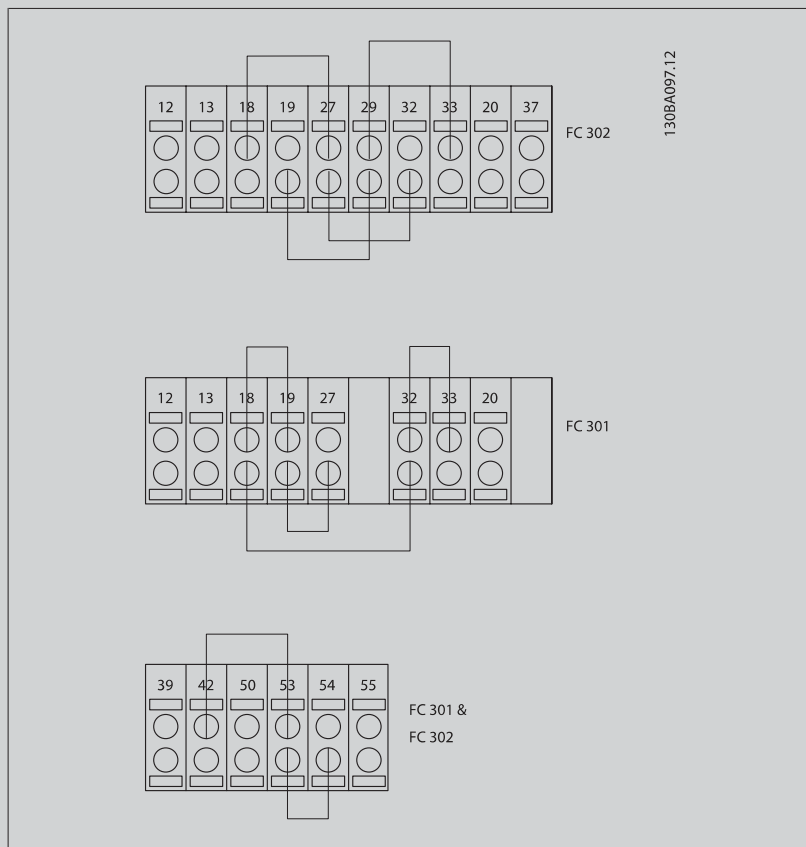 130BA097.12
12 13 18 19 27 29 32 33 20 37
FC 302
12 13 18 19 27 32 33 20
FC 301
39 42 50 53 54 55
FC 301 &
FC 302